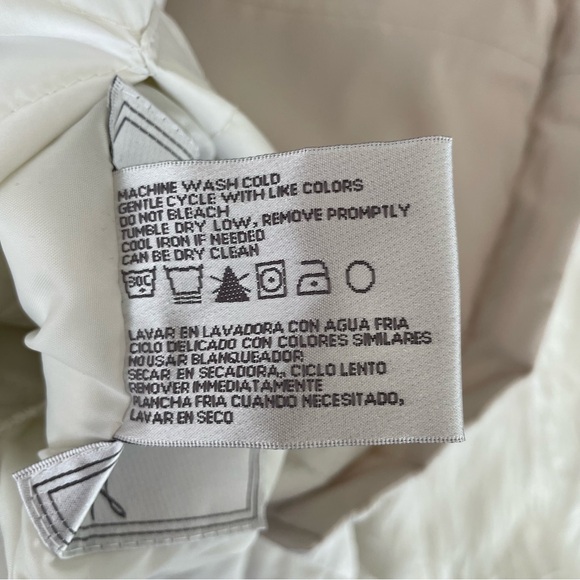 MACHINE WASH COLD
GENTLE CYCLE WITH LIKE COLORS
DO NOT BLEACH
TUMBLE DRY LOW, REMOVE PROMPTLY
COOL IRON IF NEEDED
CAN BE DRY CLEAN
30C
LAVAR EN LAVADORA CON AGUA FRIA
CICLO DELICADO CON COLORES SIMILARES
NO USAR BLANQUEADOR
SECAR EN SECADORA, CICLO LENTO
REMOVER IMMEDIATAMENTE
PLANCHA FRIA CUANDO NECESITADO,
LAVAR EN SECO